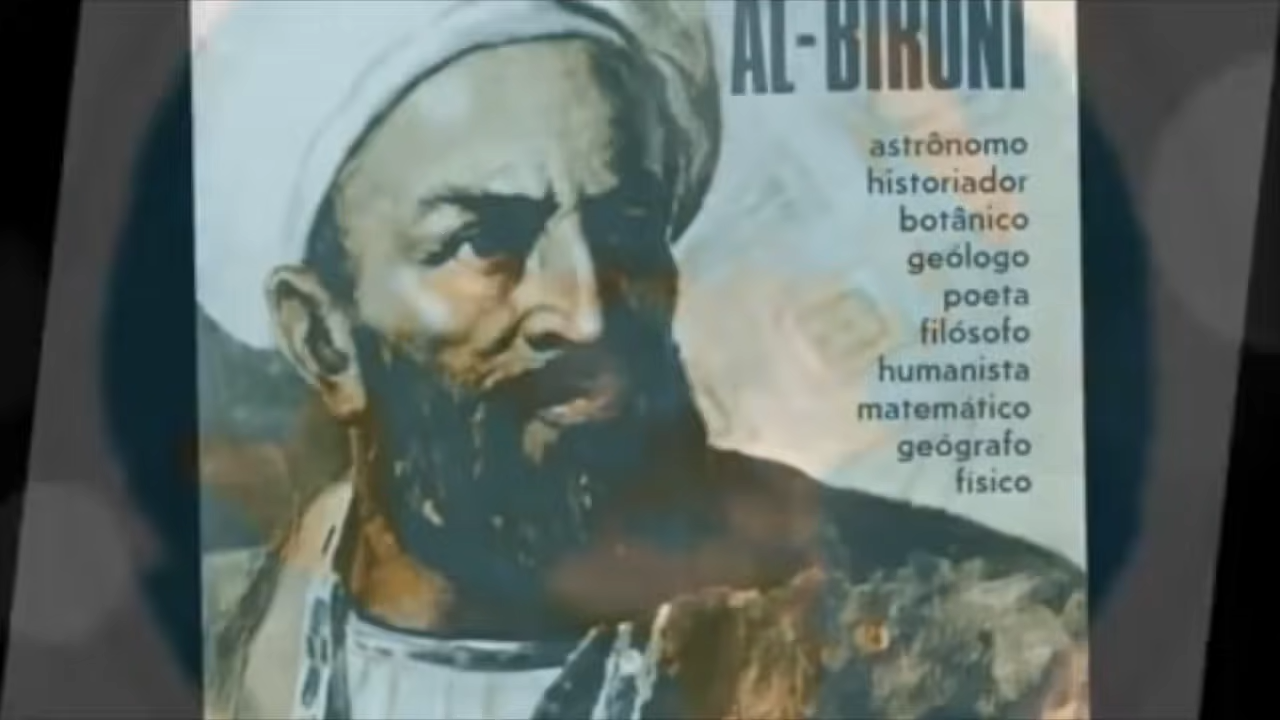 AL-BIRUNI
astrônomo
historiador
botânico
geólogo
poeta
filósofo
humanista
matemático
geógrafo
físico